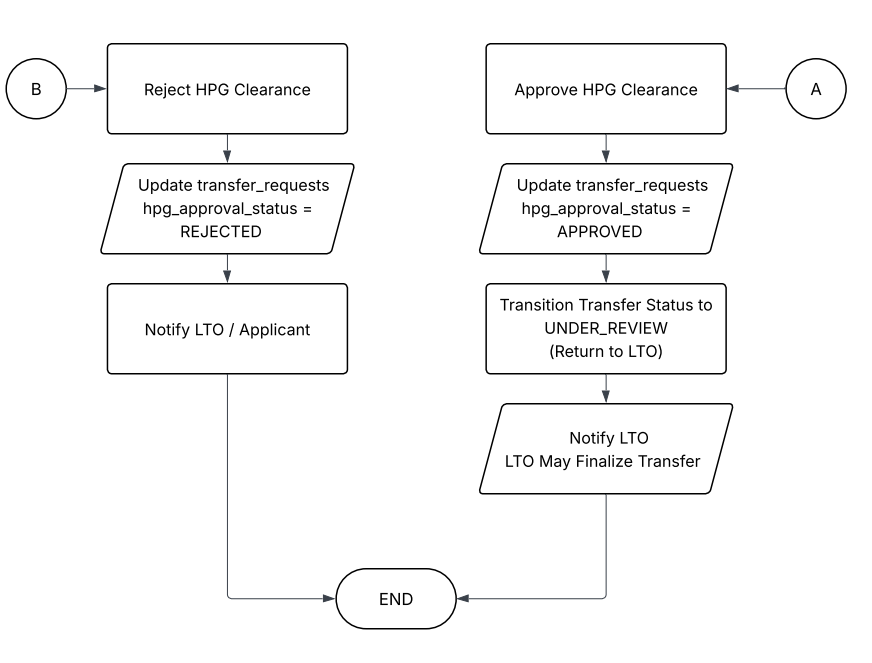 B
Reject HPG Clearance
Update transfer_requests
hpg_approval_status =
REJECTED
Notify LTO / Applicant
A
Approve HPG Clearance
Update transfer_requests
hpg_approval_status =
APPROVED
Transition Transfer Status to
UNDER_REVIEW
(Return to LTO)
Notify LTO
LTO May Finalize Transfer
END